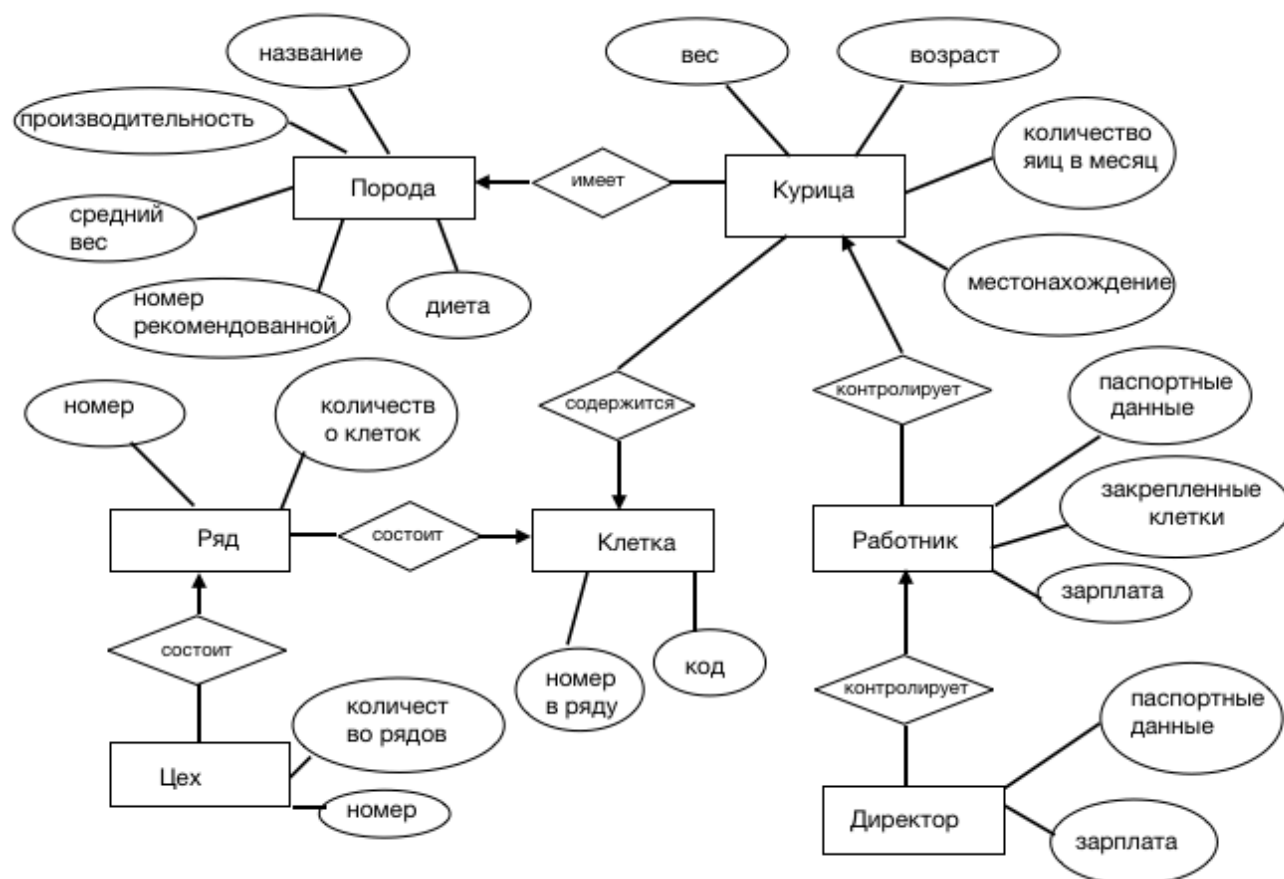 название
вес
возраст
производительность
количество
яиц в месяц
Порода
имеет
Курица
средний
вес
местонахождение
номер
рекомендованной
диета
номер
количеств
о клеток
содержится
контролирует
паспортные
данные
закрепленные
клетки
Ряд
состоит
Клетка
Работник
зарплата
состоит
номер
в ряду
код
контролирует
количест
во рядов
паспортные
данные
Цех
номер
Директор
зарплата